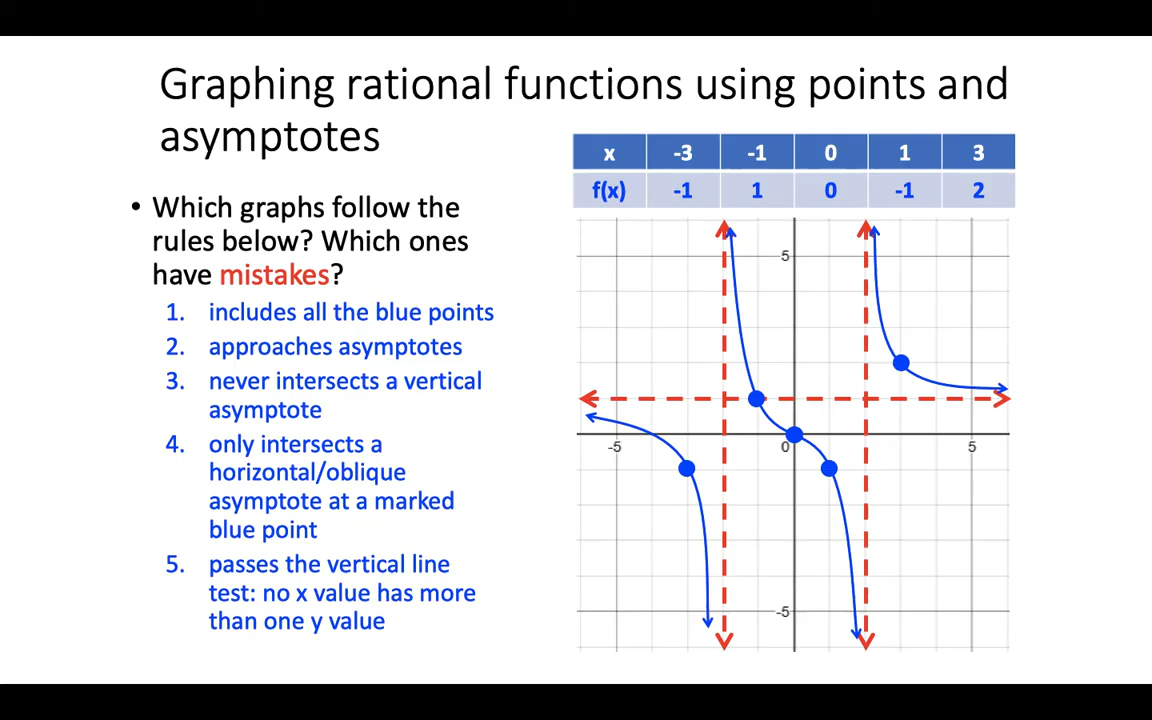 Graphing rational functions using points and
asymptotes
• Which graphs follow the
rules below? Which ones
have mistakes?
1. includes all the blue points
2. approaches asymptotes
3. never intersects a vertical
asymptote
4. only intersects a
horizontal/oblique
asymptote at a marked
blue point
5. passes the vertical line
test: no x value has more
than one y value
x -3 -1 0 1 3
f(x) -1 1 0 -1 2
5
-5 0 5
-5